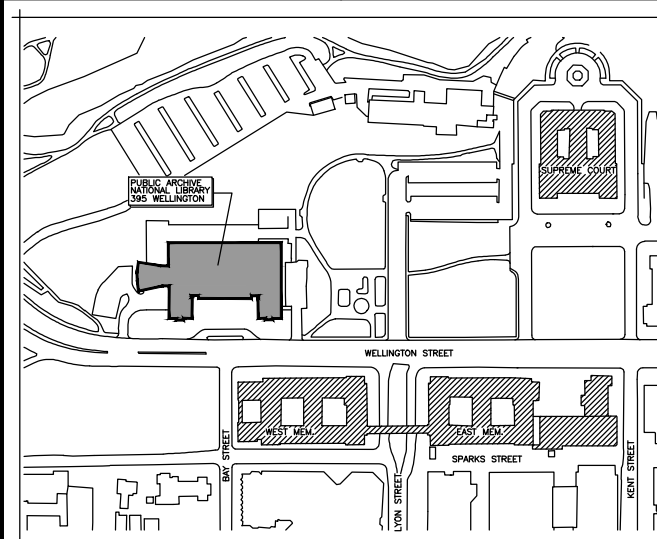 PUBLIC ARCHIVE
NATIONAL LIBRARY
395 WELLINGTON
SUPREME COURT
WELLINGTON STREET
WEST MEM.
EAST MEM.
SPARKS STREET
BAY STREET
LYON STREET
KENT STREET